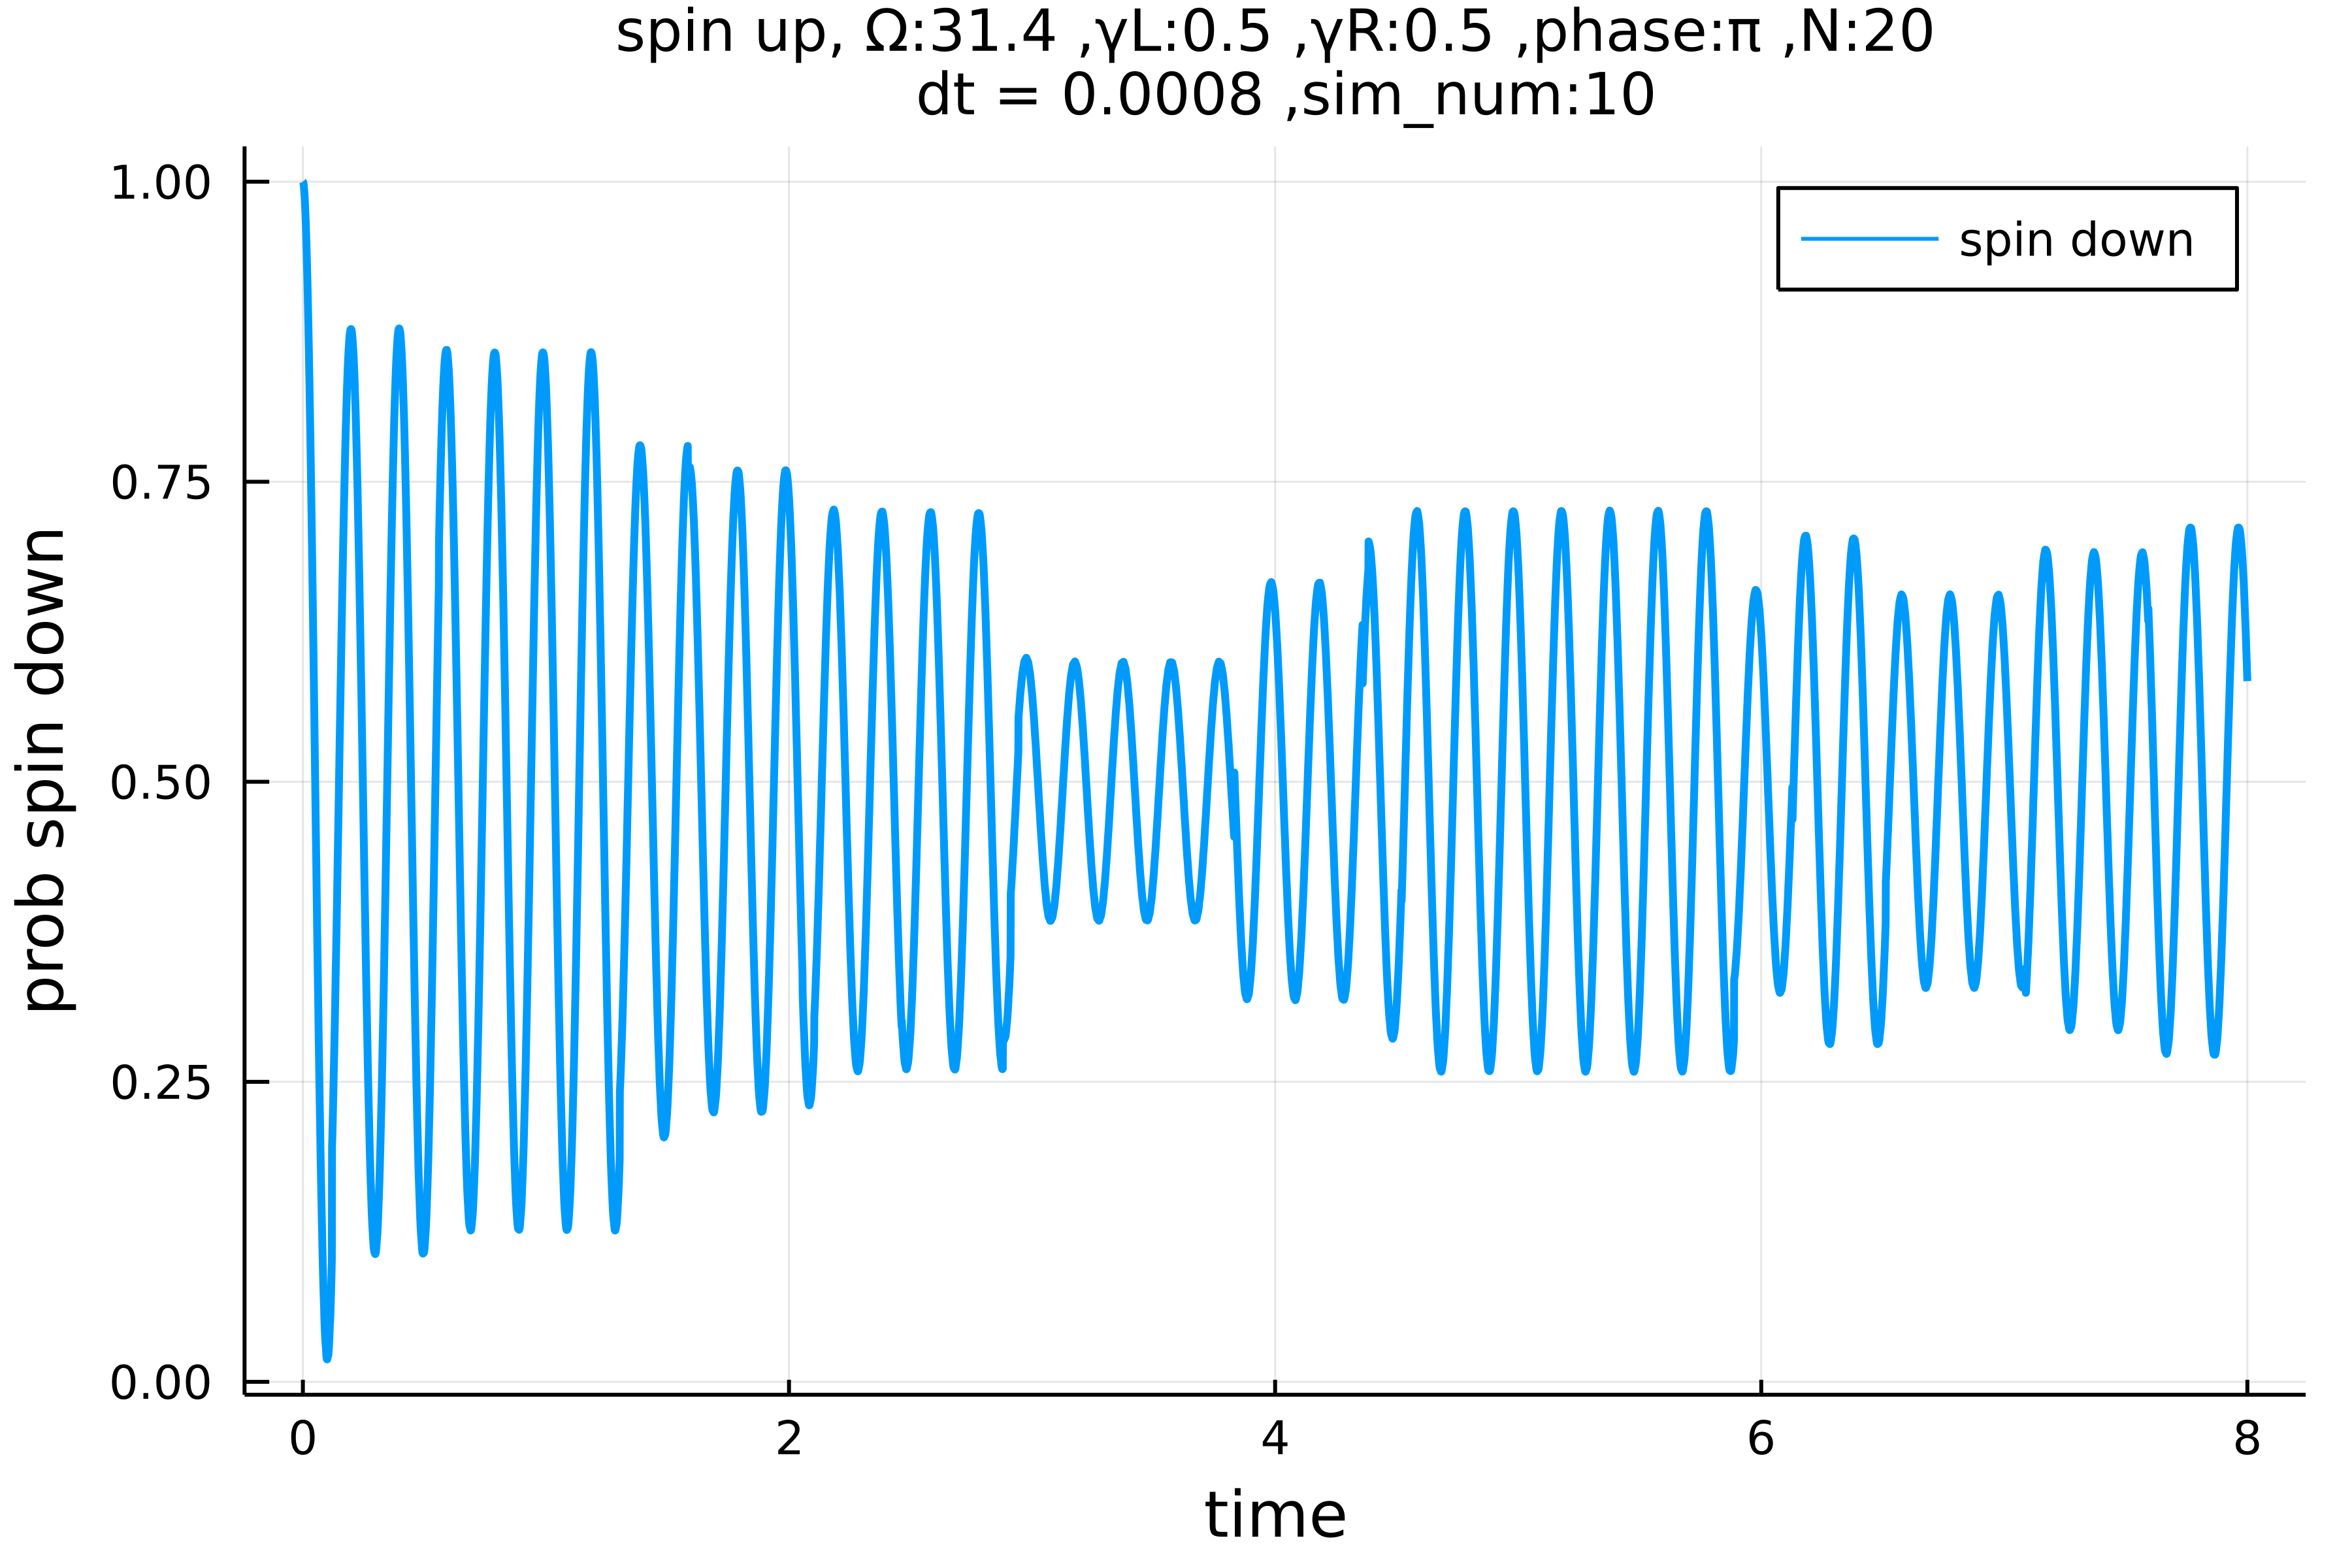 spin up, Ω:31.4 ,γL:0.5 ,γR:0.5 ,phase:π ,N:20
dt = 0.0008 ,sim_num:10
1.00
spin down
0.75
0.50
0.25
0.00
prob spin down
0 2 4 6 8
time